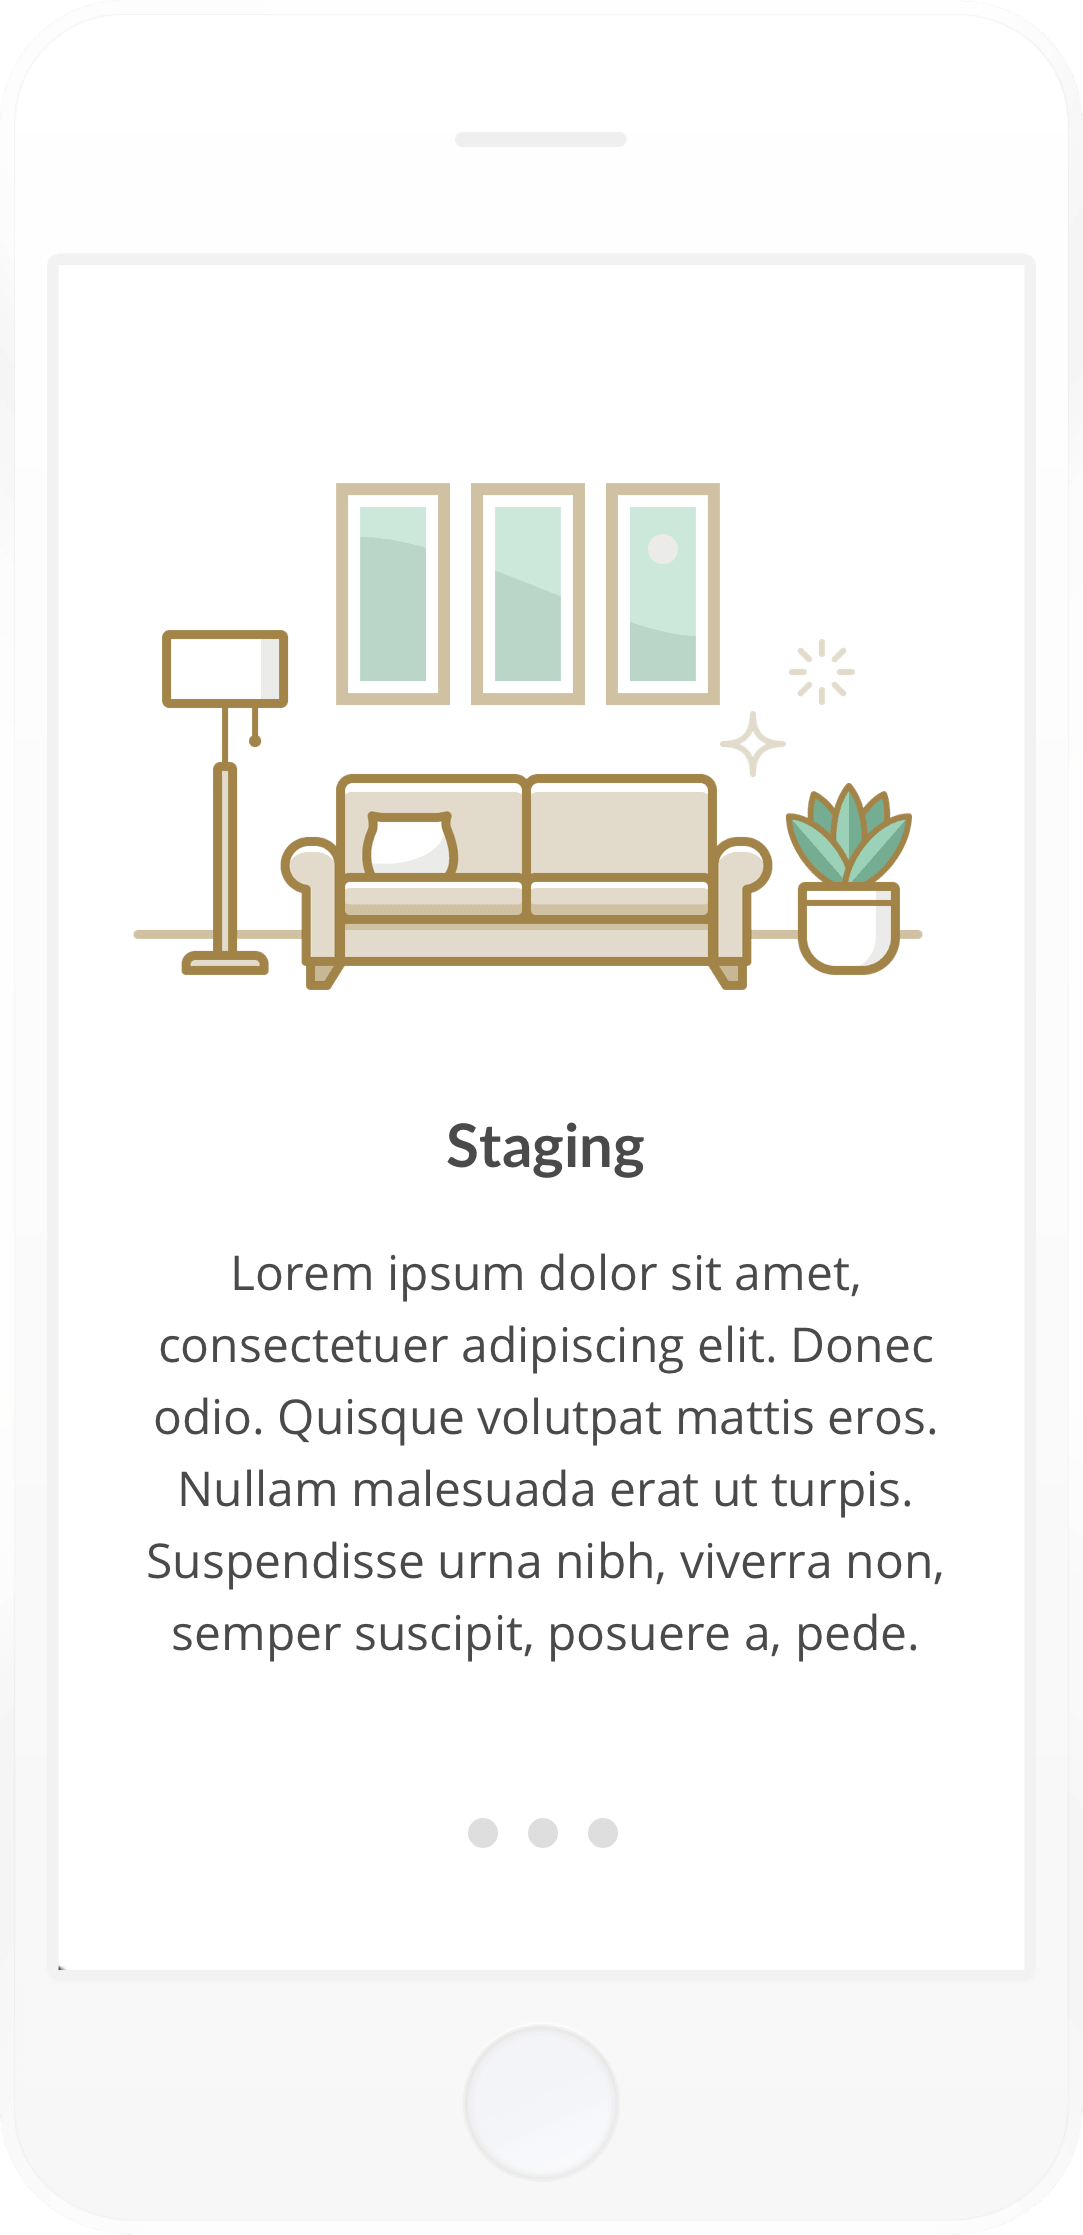 Staging
Lorem ipsum dolor sit amet,
consectetuer adipiscing elit. Donec
odio. Quisque volutpat mattis eros.
Nullam malesuada erat ut turpis.
Suspendisse urna nibh, viverra non,
semper suscipit, posuere a, pede.